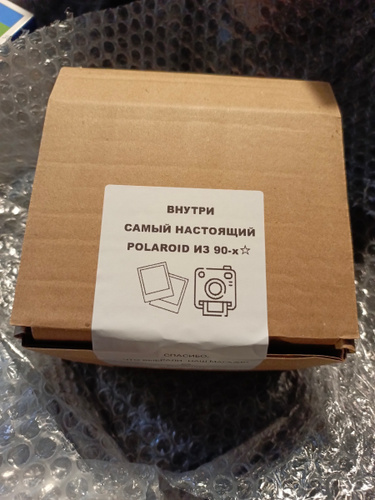 ВНУТРИ
САМЫЙ НАСТОЯЩИЙ
POLAROID ИЗ 90-х☆
СПАСИБО,